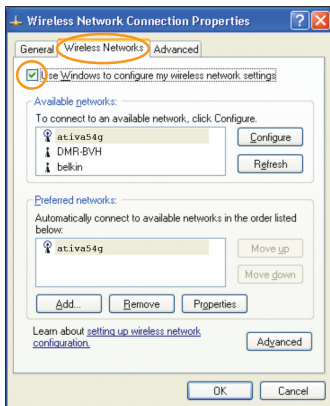 Wireless Network Connection Properties
General Wireless Networks Advanced
Use Windows to configure my wireless network settings
Available networks:
To connect to an available network, click Configure.
ativa54g
DMR-BVH
belkin
Configure
Refresh
Preferred networks:
Automatically connect to available networks in the order listed
below:
ativa54g
Move up
Move down
Add... Remove Properties
Learn about setting up wireless network
configuration.
Advanced
OK Cancel